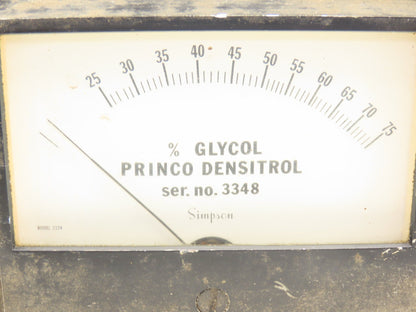 25 30 35 40 45 50 55 60 65 70 75
% GLYCOL
PRINCO DENSITROL
ser. no. 3348
Simpson